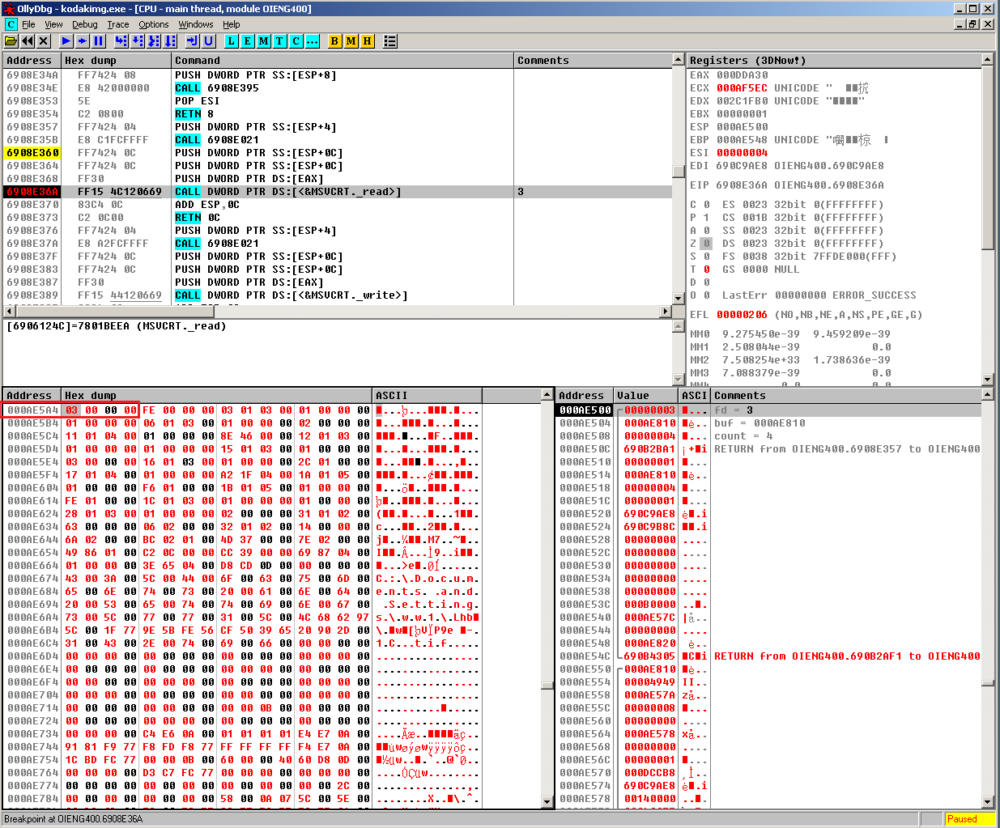 OllyDbg - kodakimg.exe - [CPU - main thread, module OIENG400]
C File View Debug Trace Options Windows Help
L E M T C ... B M H
Address Hex dump Command Comments
6908E34A FF7424 08 PUSH DWORD PTR SS:[ESP+8]
6908E34E E8 42000000 CALL 6908E395
6908E353 5E POP ESI
6908E354 C2 0800 RETN 8
6908E357 FF7424 04 PUSH DWORD PTR SS:[ESP+4]
6908E35B E8 C1FCFFFF CALL 6908E021
6908E360 FF7424 0C PUSH DWORD PTR SS:[ESP+0C]
6908E364 FF7424 0C PUSH DWORD PTR SS:[ESP+0C]
6908E368 FF30 PUSH DWORD PTR DS:[EAX]
6908E36A FF15 4C120669 CALL DWORD PTR DS:[<&MSVCRT._read>] 3
6908E370 83C4 0C ADD ESP,0C
6908E373 C2 0C00 RETN 0C
6908E376 FF7424 04 PUSH DWORD PTR SS:[ESP+4]
6908E37A E8 A2FCFFFF CALL 6908E021
6908E37F FF7424 0C PUSH DWORD PTR SS:[ESP+0C]
6908E383 FF7424 0C PUSH DWORD PTR SS:[ESP+0C]
6908E387 FF30 PUSH DWORD PTR DS:[EAX]
6908E389 FF15 44120669 CALL DWORD PTR DS:[<&MSVCRT._write>]
[6906124C]=7801BEEA (MSVCRT._read)
Registers (3DNow!)
EAX 000DDA30
ECX 000AF5EC UNICODE "
EDX 002C1FB0 UNICODE "
EBX 00000001
ESP 000AE500
EBP 000AE548 UNICODE "
ESI 00000004
EDI 690C9AE8 OIENG400.690C9AE8
EIP 6908E36A OIENG400.6908E36A
C 0 ES 0023 32bit 0(FFFFFFFF)
P 1 CS 001B 32bit 0(FFFFFFFF)
A 0 SS 0023 32bit 0(FFFFFFFF)
Z 0 DS 0023 32bit 0(FFFFFFFF)
S 0 FS 0038 32bit 7FFDE000(FFF)
T 0 GS 0000 NULL
D 0
O 0 LastErr 00000000 ERROR_SUCCESS
EFL 00000206 (NO,NB,NE,A,NS,PE,GE,G)
MM0 9.275450e-39 9.459209e-39
MM1 2.508044e-39 0.0
MM2 7.508254e+33 1.738636e-39
MM3 7.088379e-39 0.0
Address Hex dump ASCII
000AE5A4 03 00 00 00 FE 00 00 00 03 01 03 00 01 00 00 00
000AE5B4 01 00 00 00 06 01 03 00 01 00 00 00 02 00 00 00
000AE5C4 11 01 04 00 01 00 00 00 8E 46 00 00 12 01 03 00
000AE5D4 01 00 00 00 01 00 00 00 15 01 03 00 01 00 00 00
000AE5E4 03 00 00 00 16 01 03 00 01 00 00 00 2C 01 00 00
000AE5F4 17 01 04 00 01 00 00 00 A2 1F 04 00 1A 01 05 00
000AE604 01 00 00 00 F6 01 00 00 1B 01 05 00 01 00 00 00
000AE614 FE 01 00 00 1C 01 03 00 01 00 00 00 01 00 00 00
000AE624 28 01 03 00 01 00 00 00 02 00 00 00 31 01 02 00
000AE634 63 00 00 00 06 02 00 00 32 01 02 00 14 00 00 00
000AE644 6A 02 00 00 BC 02 01 00 4D 37 00 00 7E 02 00 00
000AE654 49 86 01 00 C2 0C 00 00 CC 39 00 00 69 87 04 00
000AE664 01 00 00 00 3E 65 04 00 D8 CD 0D 00 00 00 00 00
000AE674 43 00 3A 00 5C 00 44 00 6F 00 63 00 75 00 6D 00 C.:.\.D.o.c.u.m.
000AE684 65 00 6E 00 74 00 73 00 20 00 61 00 6E 00 64 00 e.n.t.s. .a.n.d.
000AE694 20 00 53 00 65 00 74 00 74 00 69 00 6E 00 67 00 .S.e.t.t.i.n.g.
000AE6A4 73 00 5C 00 77 00 77 00 31 00 5C 00 4C 68 62 97 s.\.w.w.1.\.Lhb
000AE6B4 5C 00 1F 77 9E 5B FE 56 CF 50 39 65 20 90 2D 00
000AE6C4 31 00 43 00 2E 00 74 00 69 00 66 00 00 00 00 00 1.C...t.i.f.....
000AE6D4 00 00 00 00 00 00 00 00 00 00 00 00 00 00 00 00 ................
000AE6E4 00 00 00 00 00 00 00 00 00 00 00 00 00 00 00 00 ................
000AE6F4 00 00 00 00 00 00 00 00 00 00 00 00 00 00 00 00 ................
000AE704 00 00 00 00 00 00 00 00 00 00 00 00 00 00 00 00 ................
000AE714 00 00 00 00 00 00 00 00 00 00 0B 00 00 00 00 00
000AE724 00 00 00 00 00 00 00 00 00 00 00 00 00 00 00 00 ................
000AE734 00 00 00 00 C4 E6 0A 00 01 01 01 01 E4 E7 0A 00
000AE744 91 81 F9 77 F8 FD F8 77 FF FF FF FF F4 E7 0A 00
000AE754 1C BD FC 77 00 00 0B 00 60 00 00 40 60 D8 0D 00
000AE764 00 00 00 00 D3 C7 FC 77 00 00 00 00 00 00 00 00 ....ÓÇüw........
000AE774 00 00 00 00 00 00 00 00 00 00 00 00 00 00 2C 00 ..............,.
000AE784 00 00 00 00 00 00 00 00 58 00 0A 07 5C 00 5E 00
Address Value ASCI Comments
000AE500 00000003 fd = 3
000AE504 000AE810 buf = 000AE810
000AE508 00000004 count = 4
000AE50C 690B2BA1 RETURN from OIENG400.6908E357 to OIENG400
000AE510 00000001
000AE514 000AE810
000AE518 00000004
000AE51C 00000001
000AE520 690C9AE8
000AE524 690C9B8C
000AE528 00000000 ....
000AE52C 00000000 ....
000AE530 00000000 ....
000AE534 00000000 ....
000AE538 00000000 ....
000AE53C 000B0000
000AE540 000AE57C
000AE544 00000000 ....
000AE548 000AE820
000AE54C 690B4305 RETURN from OIENG400.690B2AF1 to OIENG400
000AE550 000AE810
000AE554 00004949 II..
000AE558 000AE57A
000AE55C 00000008
000AE560 00000000 ....
000AE564 000AE578
000AE568 00000000 ....
000AE56C 00000001
000AE570 000DCCB8
000AE574 690C9AE8
000AE578 00140000
Breakpoint at OIENG400.6908E36A
Paused